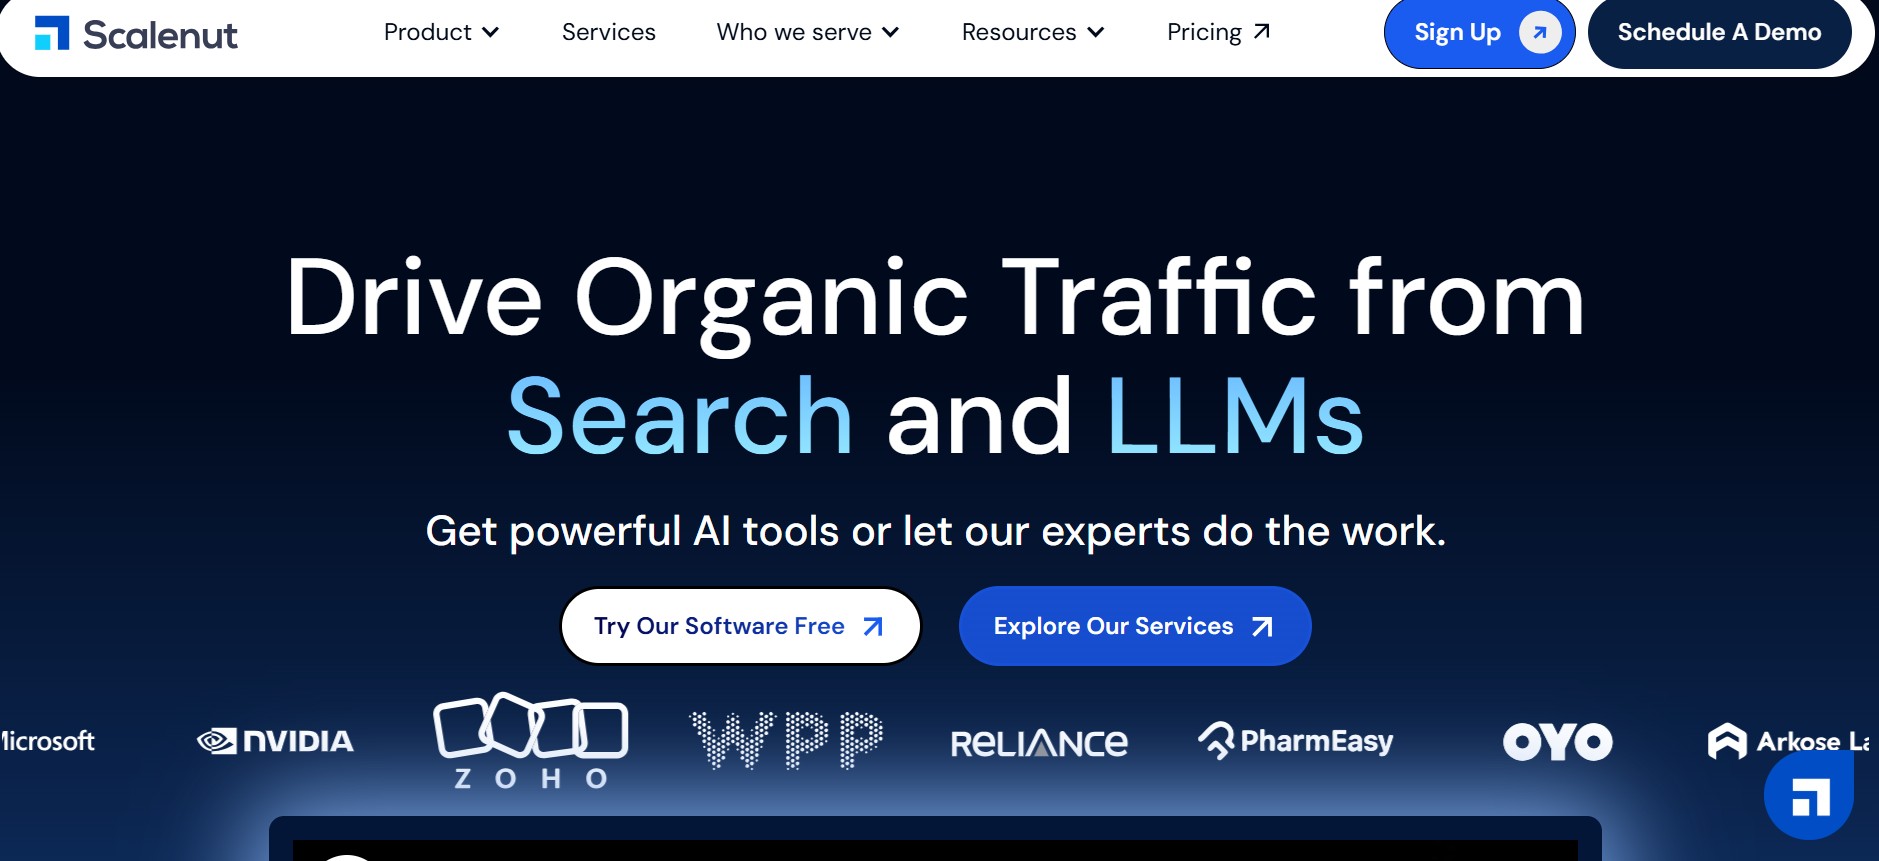 Scalenut
Product
Services
Who we serve
Resources
Pricing
Sign Up
Schedule A Demo
Drive Organic Traffic from
Search and LLMs
Get powerful AI tools or let our experts do the work.
Try Our Software Free
Explore Our Services
NVIDIA
ZOHO
WPP
RELIANCE
PharmEasy
OYO
Arkose